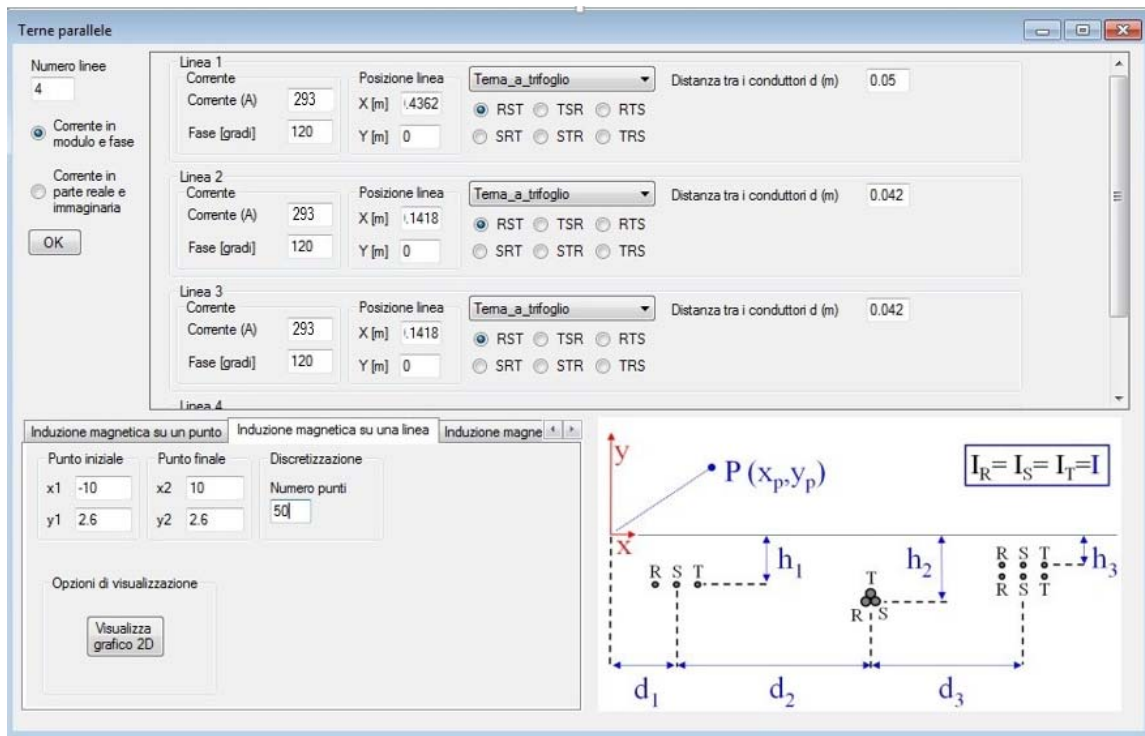 Terne parallele
Numero linee
4
Corrente in
modulo e fase
Corrente in
parte reale e
immaginaria
OK
Linea 1
Corrente
Corrente (A) 293
Fase [gradi] 120
Posizione linea
X [m] .4362
Y [m] 0
Terna_a_trifoglio
RST TSR RTS
SRT STR TRS
Distanza tra i conduttori d (m) 0.05
Linea 2
Corrente
Corrente (A) 293
Fase [gradi] 120
Posizione linea
X [m] .1418
Y [m] 0
Terna_a_trifoglio
RST TSR RTS
SRT STR TRS
Distanza tra i conduttori d (m) 0.042
Linea 3
Corrente
Corrente (A) 293
Fase [gradi] 120
Posizione linea
X [m] .1418
Y [m] 0
Terna_a_trifoglio
RST TSR RTS
SRT STR TRS
Distanza tra i conduttori d (m) 0.042
Linea 4
Induzione magnetica su un punto Induzione magnetica su una linea Induzione magne
Punto iniziale
x1 -10
y1 2.6
Punto finale
x2 10
y2 2.6
Discretizzazione
Numero punti
50
Opzioni di visualizzazione
Visualizza
grafico 2D
y
P (xp,yp)
IR= IS= IT=I
x
R S T
h1
T
R S
h2
R S T
R S T
h3
d1 d2 d3